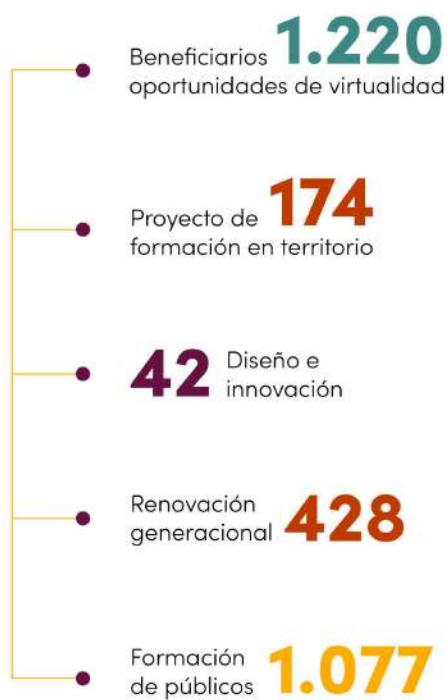 Beneficiarios 1.220
oportunidades de virtualidad
Proyecto de 174
formación en territorio
42 Diseño e
innovación
Renovación
generacional 428
Formación
de públicos 1.077